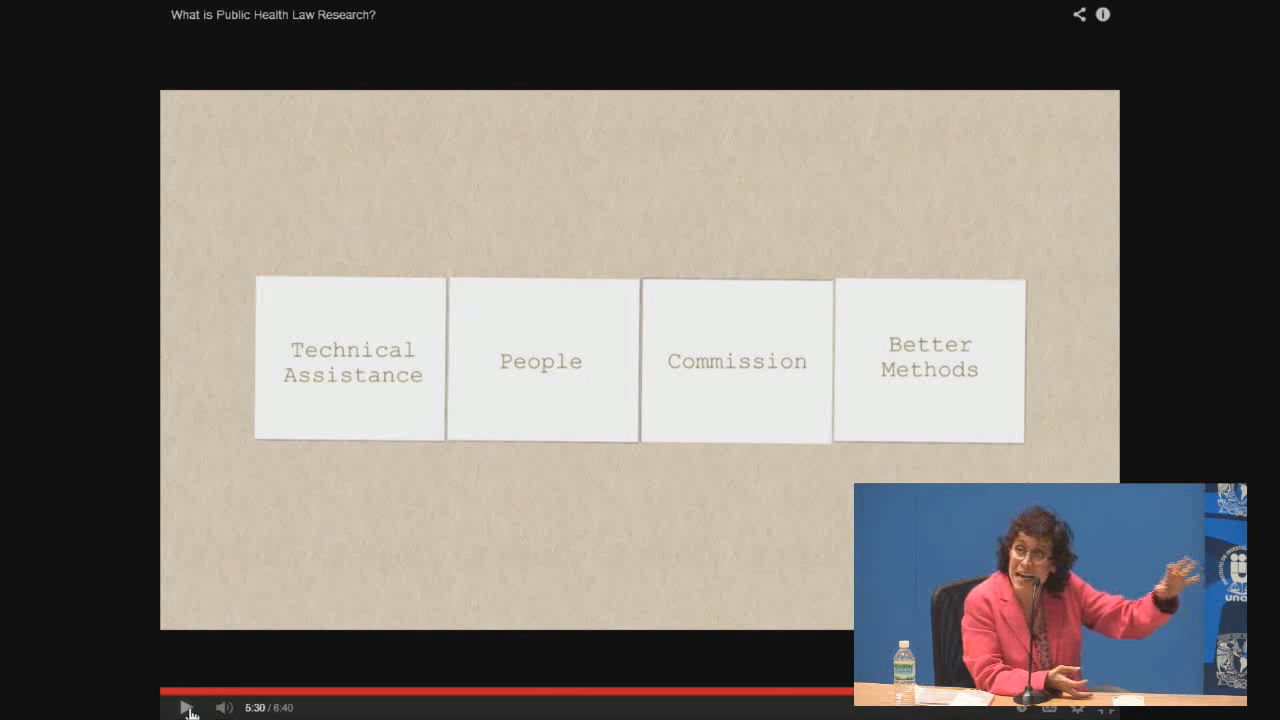 What is Public Health Law Research?
Technical
Assistance
People
Commission
Better
Methods
5:30 / 6:40